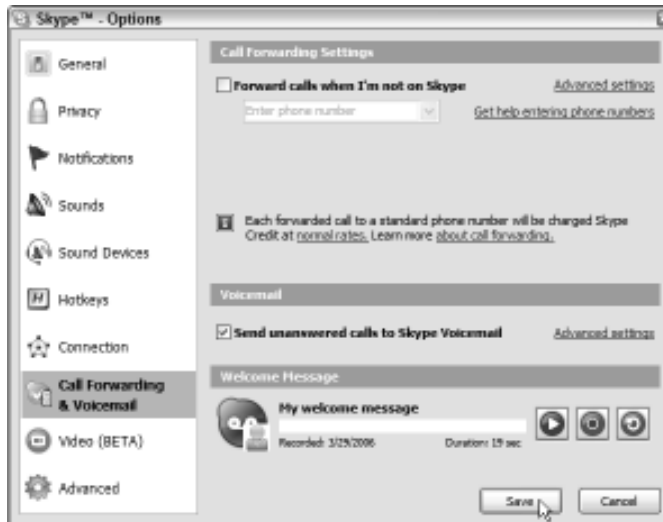 Skype™ - Options
General
Privacy
Notifications
Sounds
Sound Devices
Hotkeys
Connection
Call Forwarding
& Voicemail
Video (BETA)
Advanced
Call Forwarding Settings
Forward calls when I'm not on Skype
Advanced settings
Enter phone number
Get help entering phone numbers
Each forwarded call to a standard phone number will be charged Skype
Credit at normal rates. Learn more about call forwarding.
Voicemail
Send unanswered calls to Skype Voicemail
Advanced settings
Welcome Message
My welcome message
Recorded: 3/29/2006
Duration: 19 sec
Save
Cancel